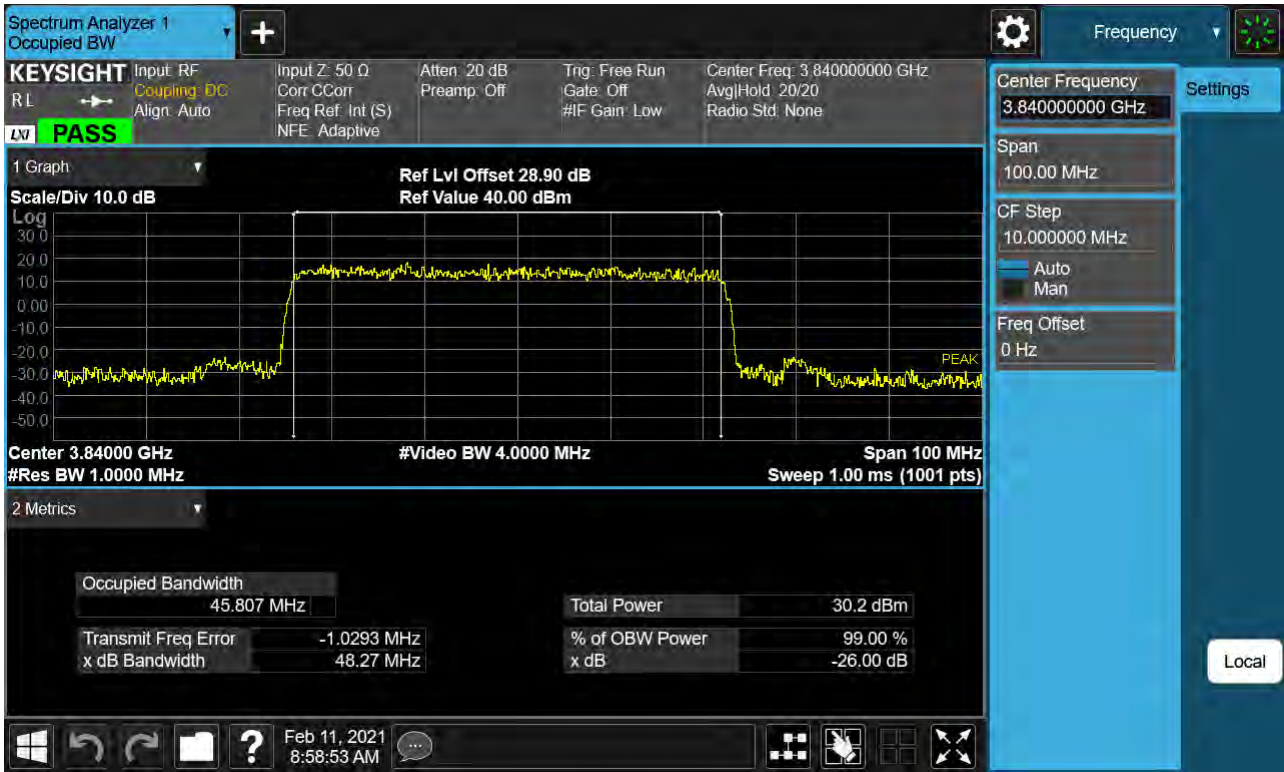 Spectrum Analyzer 1
Occupied BW
Frequency
KEYSIGHT
RL
LXI
PASS
Input: RF
Coupling: DC
Align: Auto
Input Z: 50 Ω
Corr CCorr
Freq Ref: Int (S)
NFE: Adaptive
Atten: 20 dB
Preamp: Off
Trig: Free Run
Gate: Off
#IF Gain: Low
Center Freq: 3.840000000 GHz
Avg|Hold: 20/20
Radio Std: None
Center Frequency
3.840000000 GHz
Settings
Span
100.00 MHz
CF Step
10.000000 MHz
Auto
Man
Freq Offset
0 Hz
1 Graph
Scale/Div 10.0 dB
Ref Lvl Offset 28.90 dB
Ref Value 40.00 dBm
Log
30.0
20.0
10.0
0.00
-10.0
-20.0
-30.0
-40.0
-50.0
PEAK
Center 3.84000 GHz
#Video BW 4.0000 MHz
Span 100 MHz
#Res BW 1.0000 MHz
Sweep 1.00 ms (1001 pts)
2 Metrics
Occupied Bandwidth
45.807 MHz
Total Power 30.2 dBm
Transmit Freq Error -1.0293 MHz
% of OBW Power 99.00 %
x dB Bandwidth 48.27 MHz
x dB -26.00 dB
Local
Feb 11, 2021
8:58:53 AM